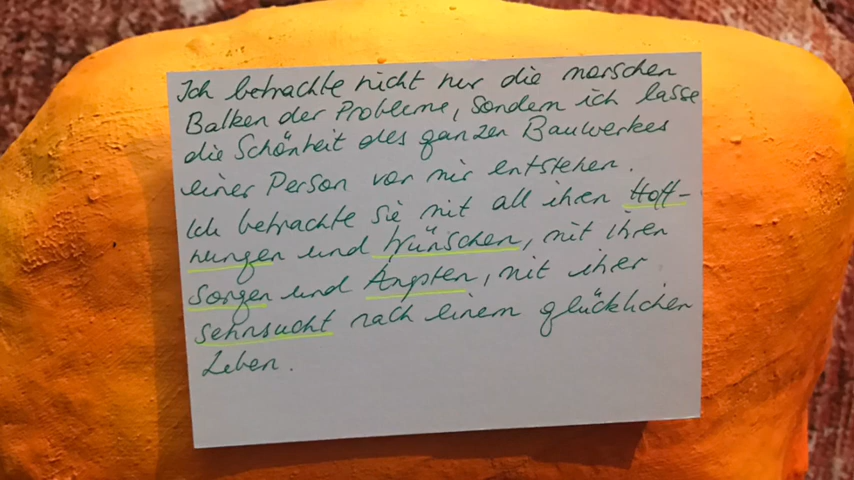 Ich betrachte nicht nur die morschen
Balken der Probleme, sondern ich lasse
die Schönheit des ganzen Bauwerkes
einer Person vor mir entstehen.
Ich betrachte sie mit all ihren Hoff-
nungen und Wünschen, mit ihren
Sorgen und Ängsten, mit ihrer
Sehnsucht nach einem glücklichen
Leben.